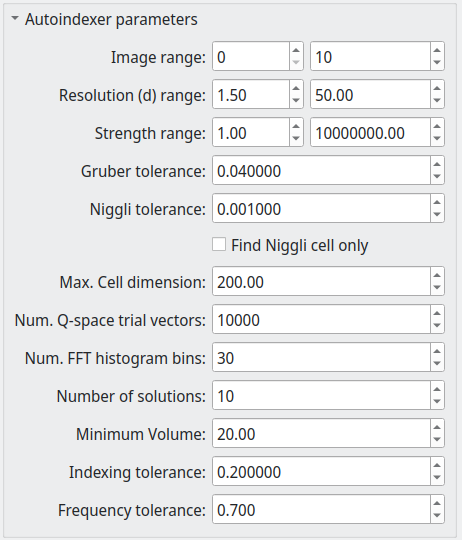 Autoindexer parameters
Image range: 0 10
Resolution (d) range: 1.50 50.00
Strength range: 1.00 10000000.00
Gruber tolerance: 0.040000
Niggli tolerance: 0.001000
Find Niggli cell only
Max. Cell dimension: 200.00
Num. Q-space trial vectors: 10000
Num. FFT histogram bins: 30
Number of solutions: 10
Minimum Volume: 20.00
Indexing tolerance: 0.200000
Frequency tolerance: 0.700